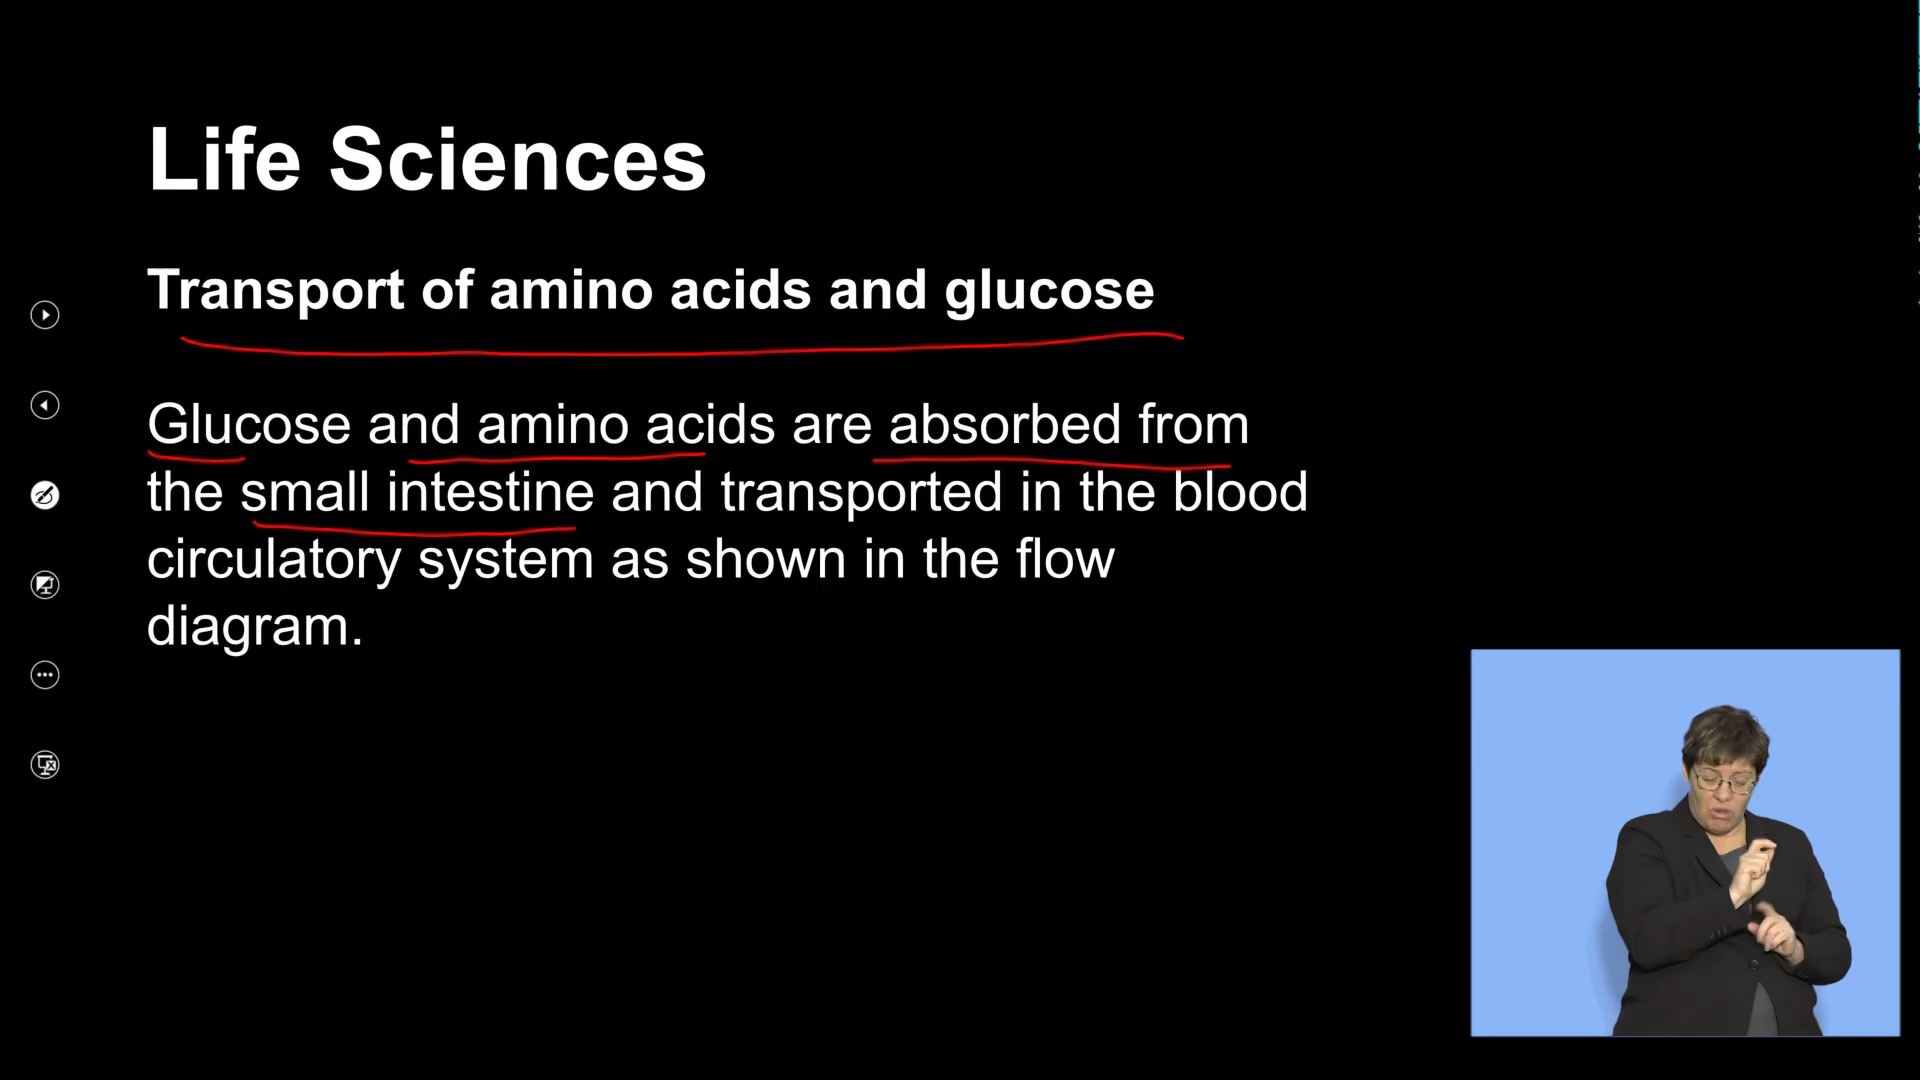 Life Sciences
Transport of amino acids and glucose
Glucose and amino acids are absorbed from
the small intestine and transported in the blood
circulatory system as shown in the flow
diagram.